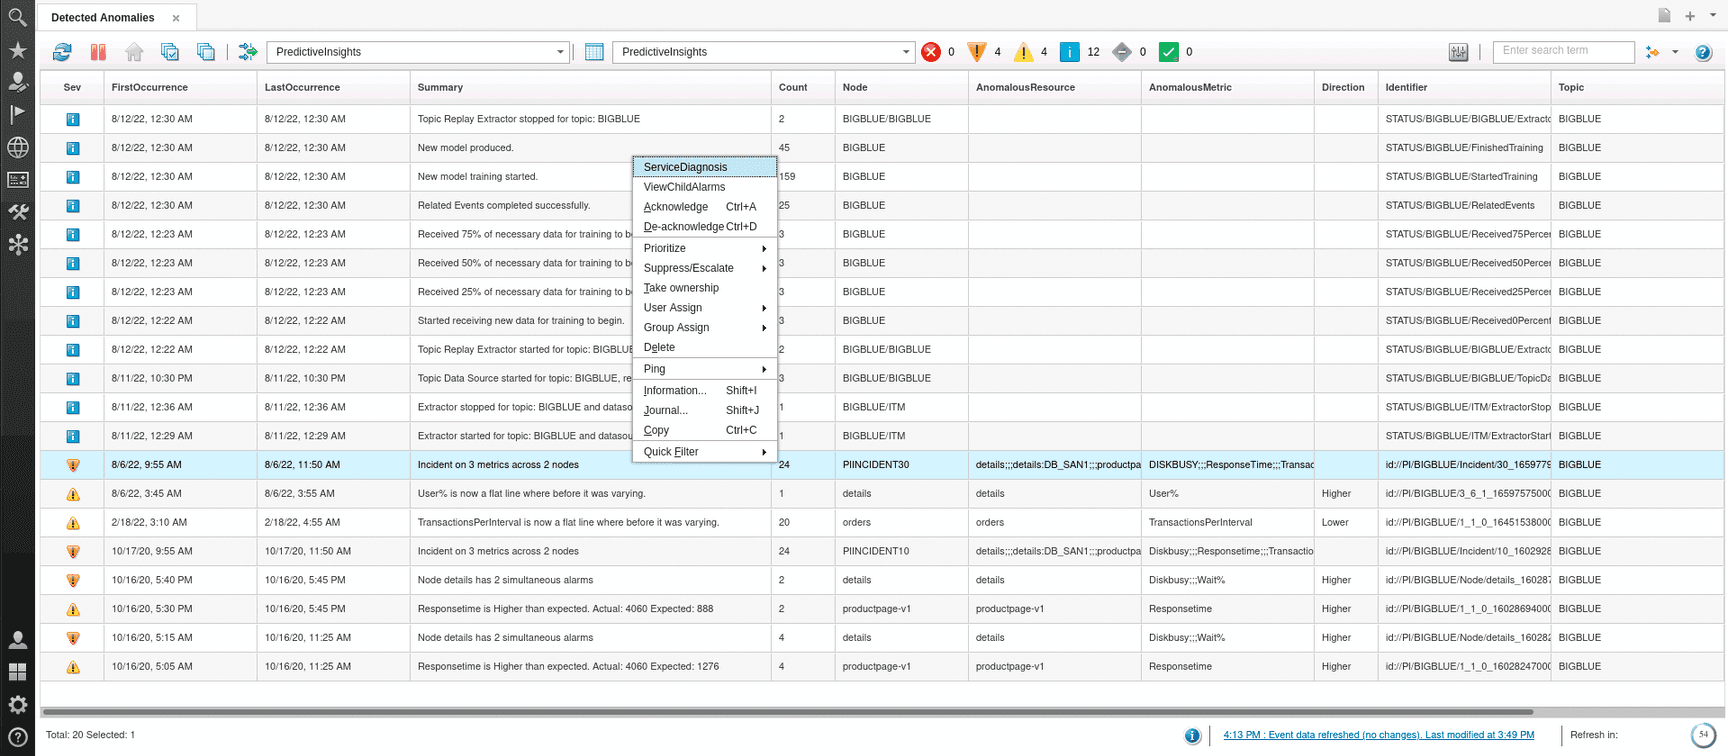 Detected Anomalies
PredictiveInsights PredictiveInsights 0 4 4 12 0 0 Enter search term
Sev FirstOccurrence LastOccurrence Summary Count Node AnomalousResource AnomalousMetric Direction Identifier Topic
8/12/22, 12:30 AM 8/12/22, 12:30 AM Topic Replay Extractor stopped for topic: BIGBLUE 2 BIGBLUE/BIGBLUE STATUS/BIGBLUE/BIGBLUE/Extracto BIGBLUE
8/12/22, 12:30 AM 8/12/22, 12:30 AM New model produced. 45 BIGBLUE STATUS/BIGBLUE/FinishedTraining BIGBLUE
8/12/22, 12:30 AM 8/12/22, 12:30 AM New model training started. 159 BIGBLUE STATUS/BIGBLUE/StartedTraining BIGBLUE
8/12/22, 12:30 AM 8/12/22, 12:30 AM Related Events completed successfully. 25 BIGBLUE STATUS/BIGBLUE/RelatedEvents BIGBLUE
8/12/22, 12:23 AM 8/12/22, 12:23 AM Received 75% of necessary data for training to be 3 BIGBLUE STATUS/BIGBLUE/Received75Percen BIGBLUE
8/12/22, 12:23 AM 8/12/22, 12:23 AM Received 50% of necessary data for training to be 3 BIGBLUE STATUS/BIGBLUE/Received50Percen BIGBLUE
8/12/22, 12:23 AM 8/12/22, 12:23 AM Received 25% of necessary data for training to be 3 BIGBLUE STATUS/BIGBLUE/Received25Percen BIGBLUE
8/12/22, 12:22 AM 8/12/22, 12:22 AM Started receiving new data for training to begin. 3 BIGBLUE STATUS/BIGBLUE/Received0Percent BIGBLUE
8/12/22, 12:22 AM 8/12/22, 12:22 AM Topic Replay Extractor started for topic: BIGBLUE 2 BIGBLUE/BIGBLUE STATUS/BIGBLUE/BIGBLUE/Extracto BIGBLUE
8/11/22, 10:30 PM 8/11/22, 10:30 PM Topic Data Source started for topic: BIGBLUE, re 3 BIGBLUE/BIGBLUE STATUS/BIGBLUE/BIGBLUE/TopicDa BIGBLUE
8/11/22, 12:36 AM 8/11/22, 12:36 AM Extractor stopped for topic: BIGBLUE and dataso 1 BIGBLUE/ITM STATUS/BIGBLUE/ITM/ExtractorStop BIGBLUE
8/11/22, 12:29 AM 8/11/22, 12:29 AM Extractor started for topic: BIGBLUE and datasou 1 BIGBLUE/ITM STATUS/BIGBLUE/ITM/ExtractorStart BIGBLUE
8/6/22, 9:55 AM 8/6/22, 11:50 AM Incident on 3 metrics across 2 nodes 24 PIINCIDENT30 details;;;details:DB_SAN1;;;productpa DISKBUSY;;;ResponseTime;;;Transac id://PI/BIGBLUE/Incident/30_1659779 BIGBLUE
8/6/22, 3:45 AM 8/6/22, 3:55 AM User% is now a flat line where before it was varying. 1 details details User% Higher id://PI/BIGBLUE/3_6_1_16597575000 BIGBLUE
2/18/22, 3:10 AM 2/18/22, 4:55 AM TransactionsPerInterval is now a flat line where before it was varying. 20 orders orders TransactionsPerInterval Lower id://PI/BIGBLUE/1_1_0_16451538000 BIGBLUE
10/17/20, 9:55 AM 10/17/20, 11:50 AM Incident on 3 metrics across 2 nodes 24 PIINCIDENT10 details;;;details:DB_SAN1;;;productpa Diskbusy;;;Responsetime;;;Transactio id://PI/BIGBLUE/Incident/10_1602928 BIGBLUE
10/16/20, 5:40 PM 10/16/20, 5:45 PM Node details has 2 simultaneous alarms 2 details details Diskbusy;;;Wait% Higher id://PI/BIGBLUE/Node/details_160287 BIGBLUE
10/16/20, 5:30 PM 10/16/20, 5:45 PM Responsetime is Higher than expected. Actual: 4060 Expected: 888 2 productpage-v1 productpage-v1 Responsetime Higher id://PI/BIGBLUE/1_1_0_16028694000 BIGBLUE
10/16/20, 5:15 AM 10/16/20, 11:25 AM Node details has 2 simultaneous alarms 4 details details Diskbusy;;;Wait% Higher id://PI/BIGBLUE/Node/details_160282 BIGBLUE
10/16/20, 5:05 AM 10/16/20, 11:25 AM Responsetime is Higher than expected. Actual: 4060 Expected: 1276 4 productpage-v1 productpage-v1 Responsetime Higher id://PI/BIGBLUE/1_1_0_16028247000 BIGBLUE
ServiceDiagnosis
ViewChildAlarms
Acknowledge Ctrl+A
De-acknowledge Ctrl+D
Prioritize
Suppress/Escalate
Take ownership
User Assign
Group Assign
Delete
Ping
Information... Shift+I
Journal... Shift+J
Copy Ctrl+C
Quick Filter
Total: 20 Selected: 1 4:13 PM : Event data refreshed (no changes). Last modified at 3:49 PM Refresh in: 54